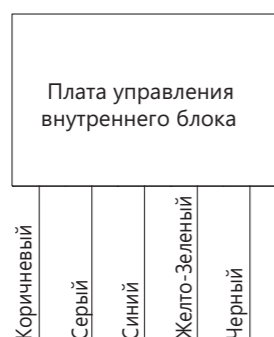 Плата управления
внутреннего блока
Коричневый
Серый
Синий
Желто-Зеленый
Черный